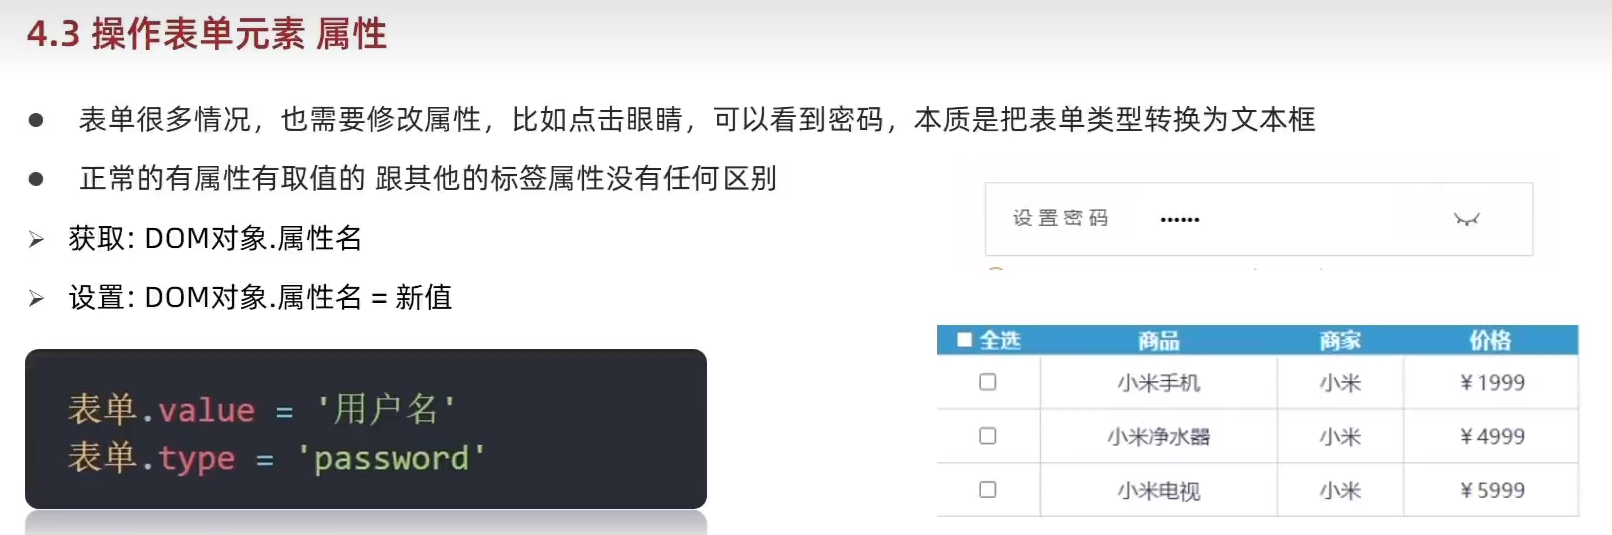 4.3 操作表单元素 属性
表单很多情况，也需要修改属性，比如点击眼睛，可以看到密码，本质是把表单类型转换为文本框
正常的有属性有取值的 跟其他的标签属性没有任何区别
获取: DOM对象.属性名
设置: DOM对象.属性名 = 新值
表单.value = '用户名'
表单.type = 'password'
设置密码 ••••••
全选 商品 商家 价格
小米手机 小米 ￥1999
小米净水器 小米 ￥4999
小米电视 小米 ￥5999